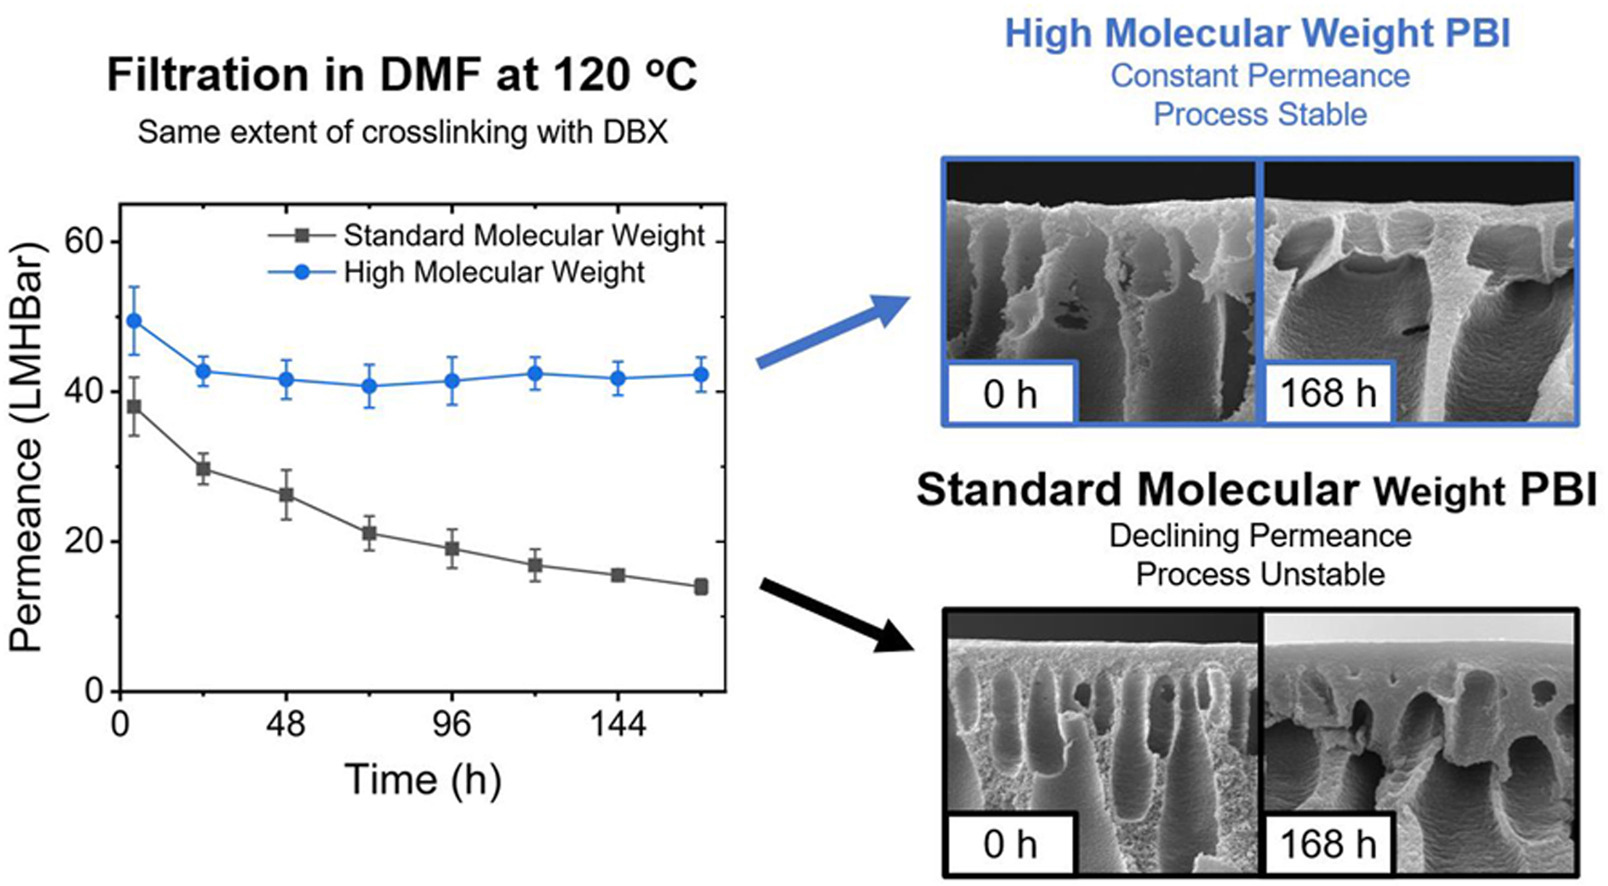 Filtration in DMF at 120 ºC
Same extent of crosslinking with DBX
Permeance (LMHBar)
60
40
20
0
Standard Molecular Weight
High Molecular Weight
0 48 96 144
Time (h)
High Molecular Weight PBI
Constant Permeance
Process Stable
0 h
168 h
Standard Molecular Weight PBI
Declining Permeance
Process Unstable
0 h
168 h